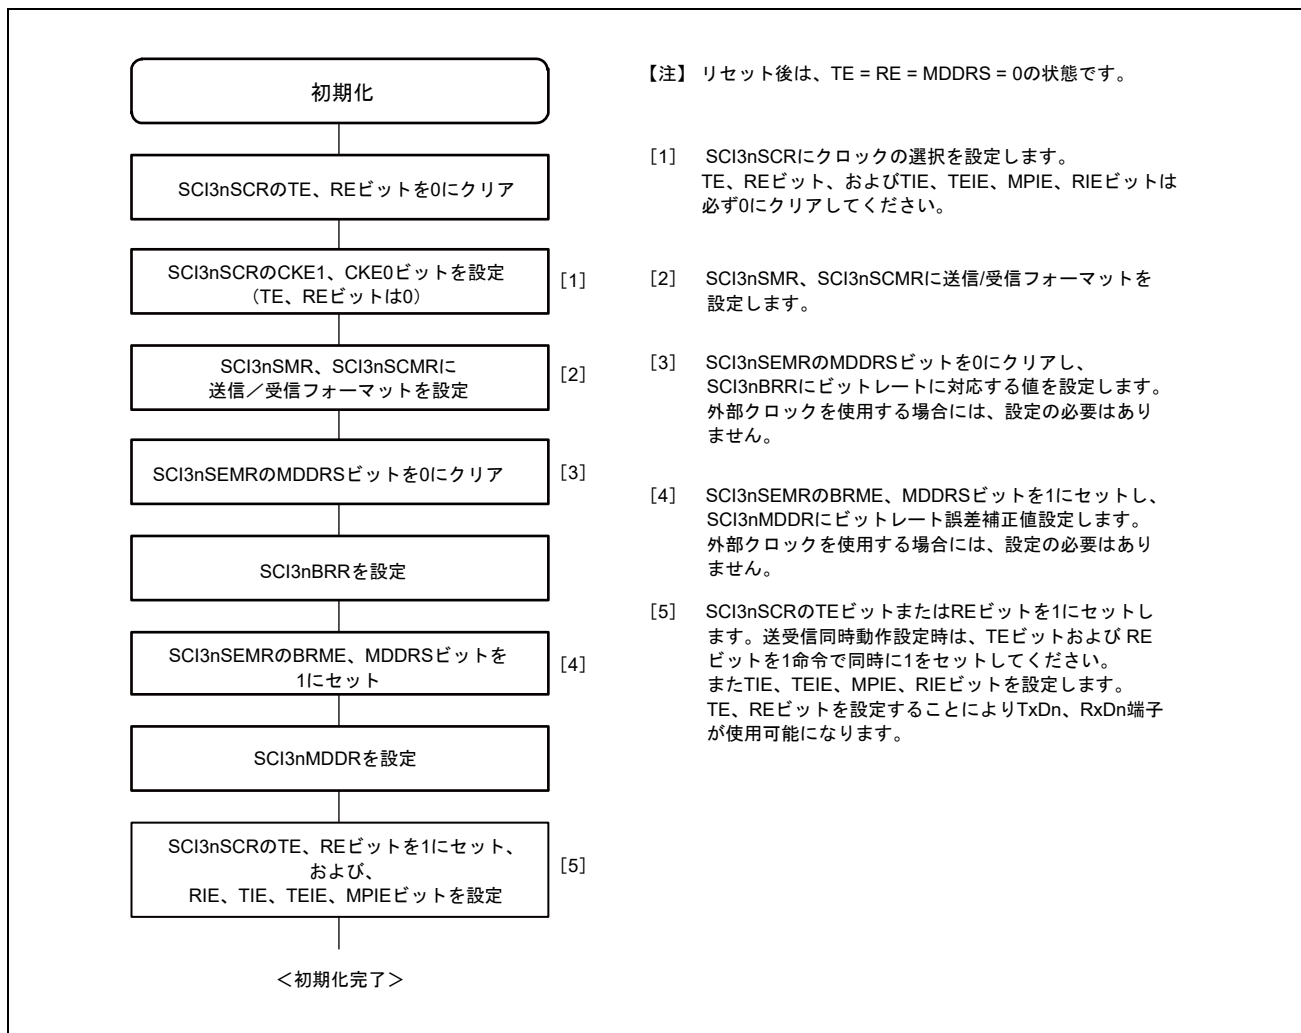 初期化
SCI3nSCRのTE、REビットを0にクリア
SCI3nSCRのCKE1、CKE0ビットを設定
（TE、REビットは0）
[1]
SCI3nSMR、SCI3nSCMRに
送信／受信フォーマットを設定
[2]
SCI3nSEMRのMDDRSビットを0にクリア
[3]
SCI3nBRRを設定
SCI3nSEMRのBRME、MDDRSビットを
1にセット
[4]
SCI3nMDDRを設定
SCI3nSCRのTE、REビットを1にセット、
および、
RIE、TIE、TEIE、MPIEビットを設定
[5]
＜初期化完了＞
【注】 リセット後は、TE = RE = MDDRS = 0の状態です。
[1] SCI3nSCRにクロックの選択を設定します。
TE、REビット、およびTIE、TEIE、MPIE、RIEビットは
必ず0にクリアしてください。
[2] SCI3nSMR、SCI3nSCMRに送信/受信フォーマットを
設定します。
[3] SCI3nSEMRのMDDRSビットを0にクリアし、
SCI3nBRRにビットレートに対応する値を設定します。
外部クロックを使用する場合には、設定の必要はあり
ません。
[4] SCI3nSEMRのBRME、MDDRSビットを1にセットし、
SCI3nMDDRにビットレート誤差補正値設定します。
外部クロックを使用する場合には、設定の必要はあり
ません。
[5] SCI3nSCRのTEビットまたはREビットを1にセットし
ます。送受信同時動作設定時は、TEビットおよび RE
ビットを1命令で同時に1をセットしてください。
またTIE、TEIE、MPIE、RIEビットを設定します。
TE、REビットを設定することによりTxDn、RxDn端子
が使用可能になります。